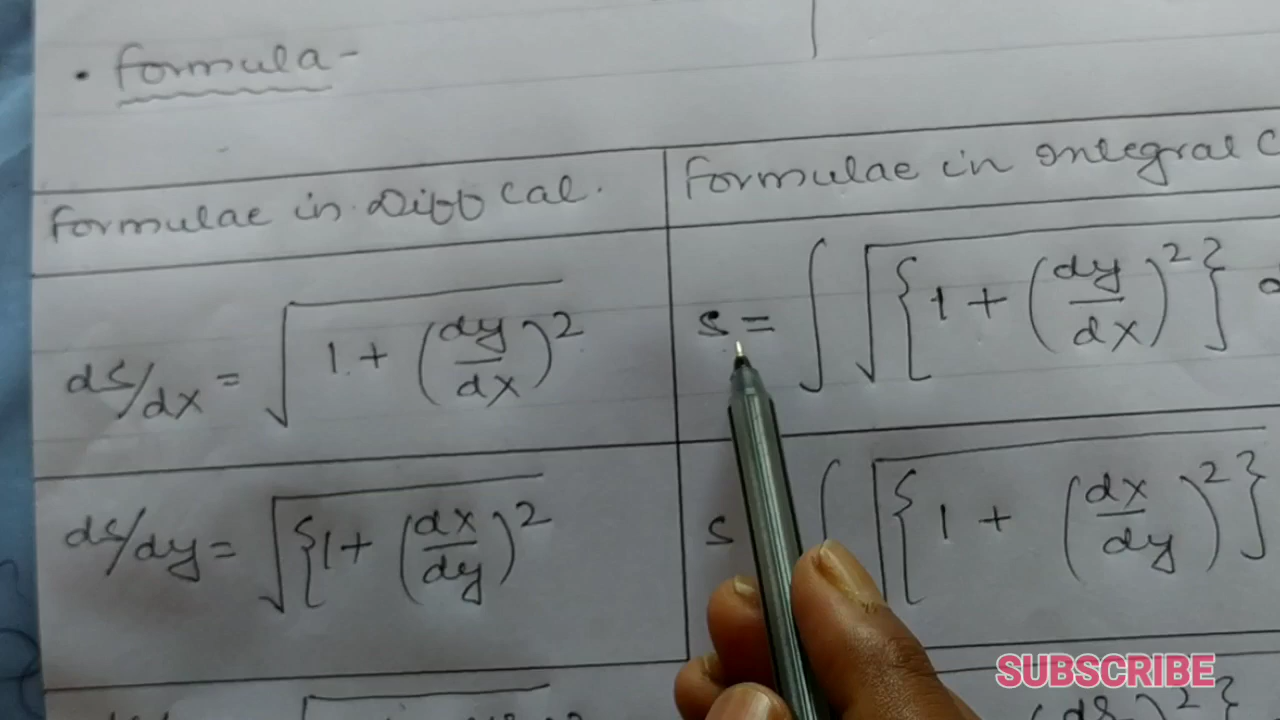 • Formula -
Formulae in Diff Cal.
Formulae in Integral C
ds/dx = √1 + (dy/dx)²
s = ∫ √{1 + (dy/dx)²} d
ds/dy = √{1 + (dx/dy)²
s ∫ √{1 + (dx/dy)²}
SUBSCRIBE